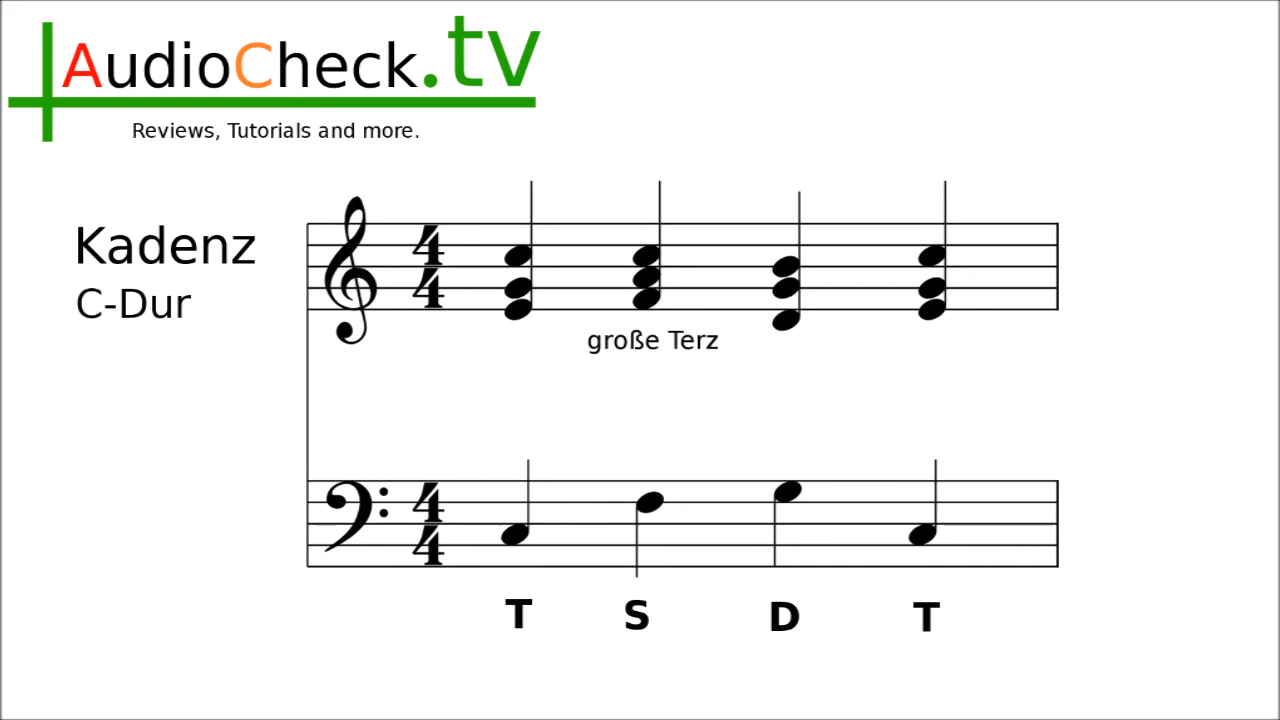 AudioCheck.tv
Reviews, Tutorials and more.
Kadenz
C-Dur
4
4
große Terz
4
4
T S D T